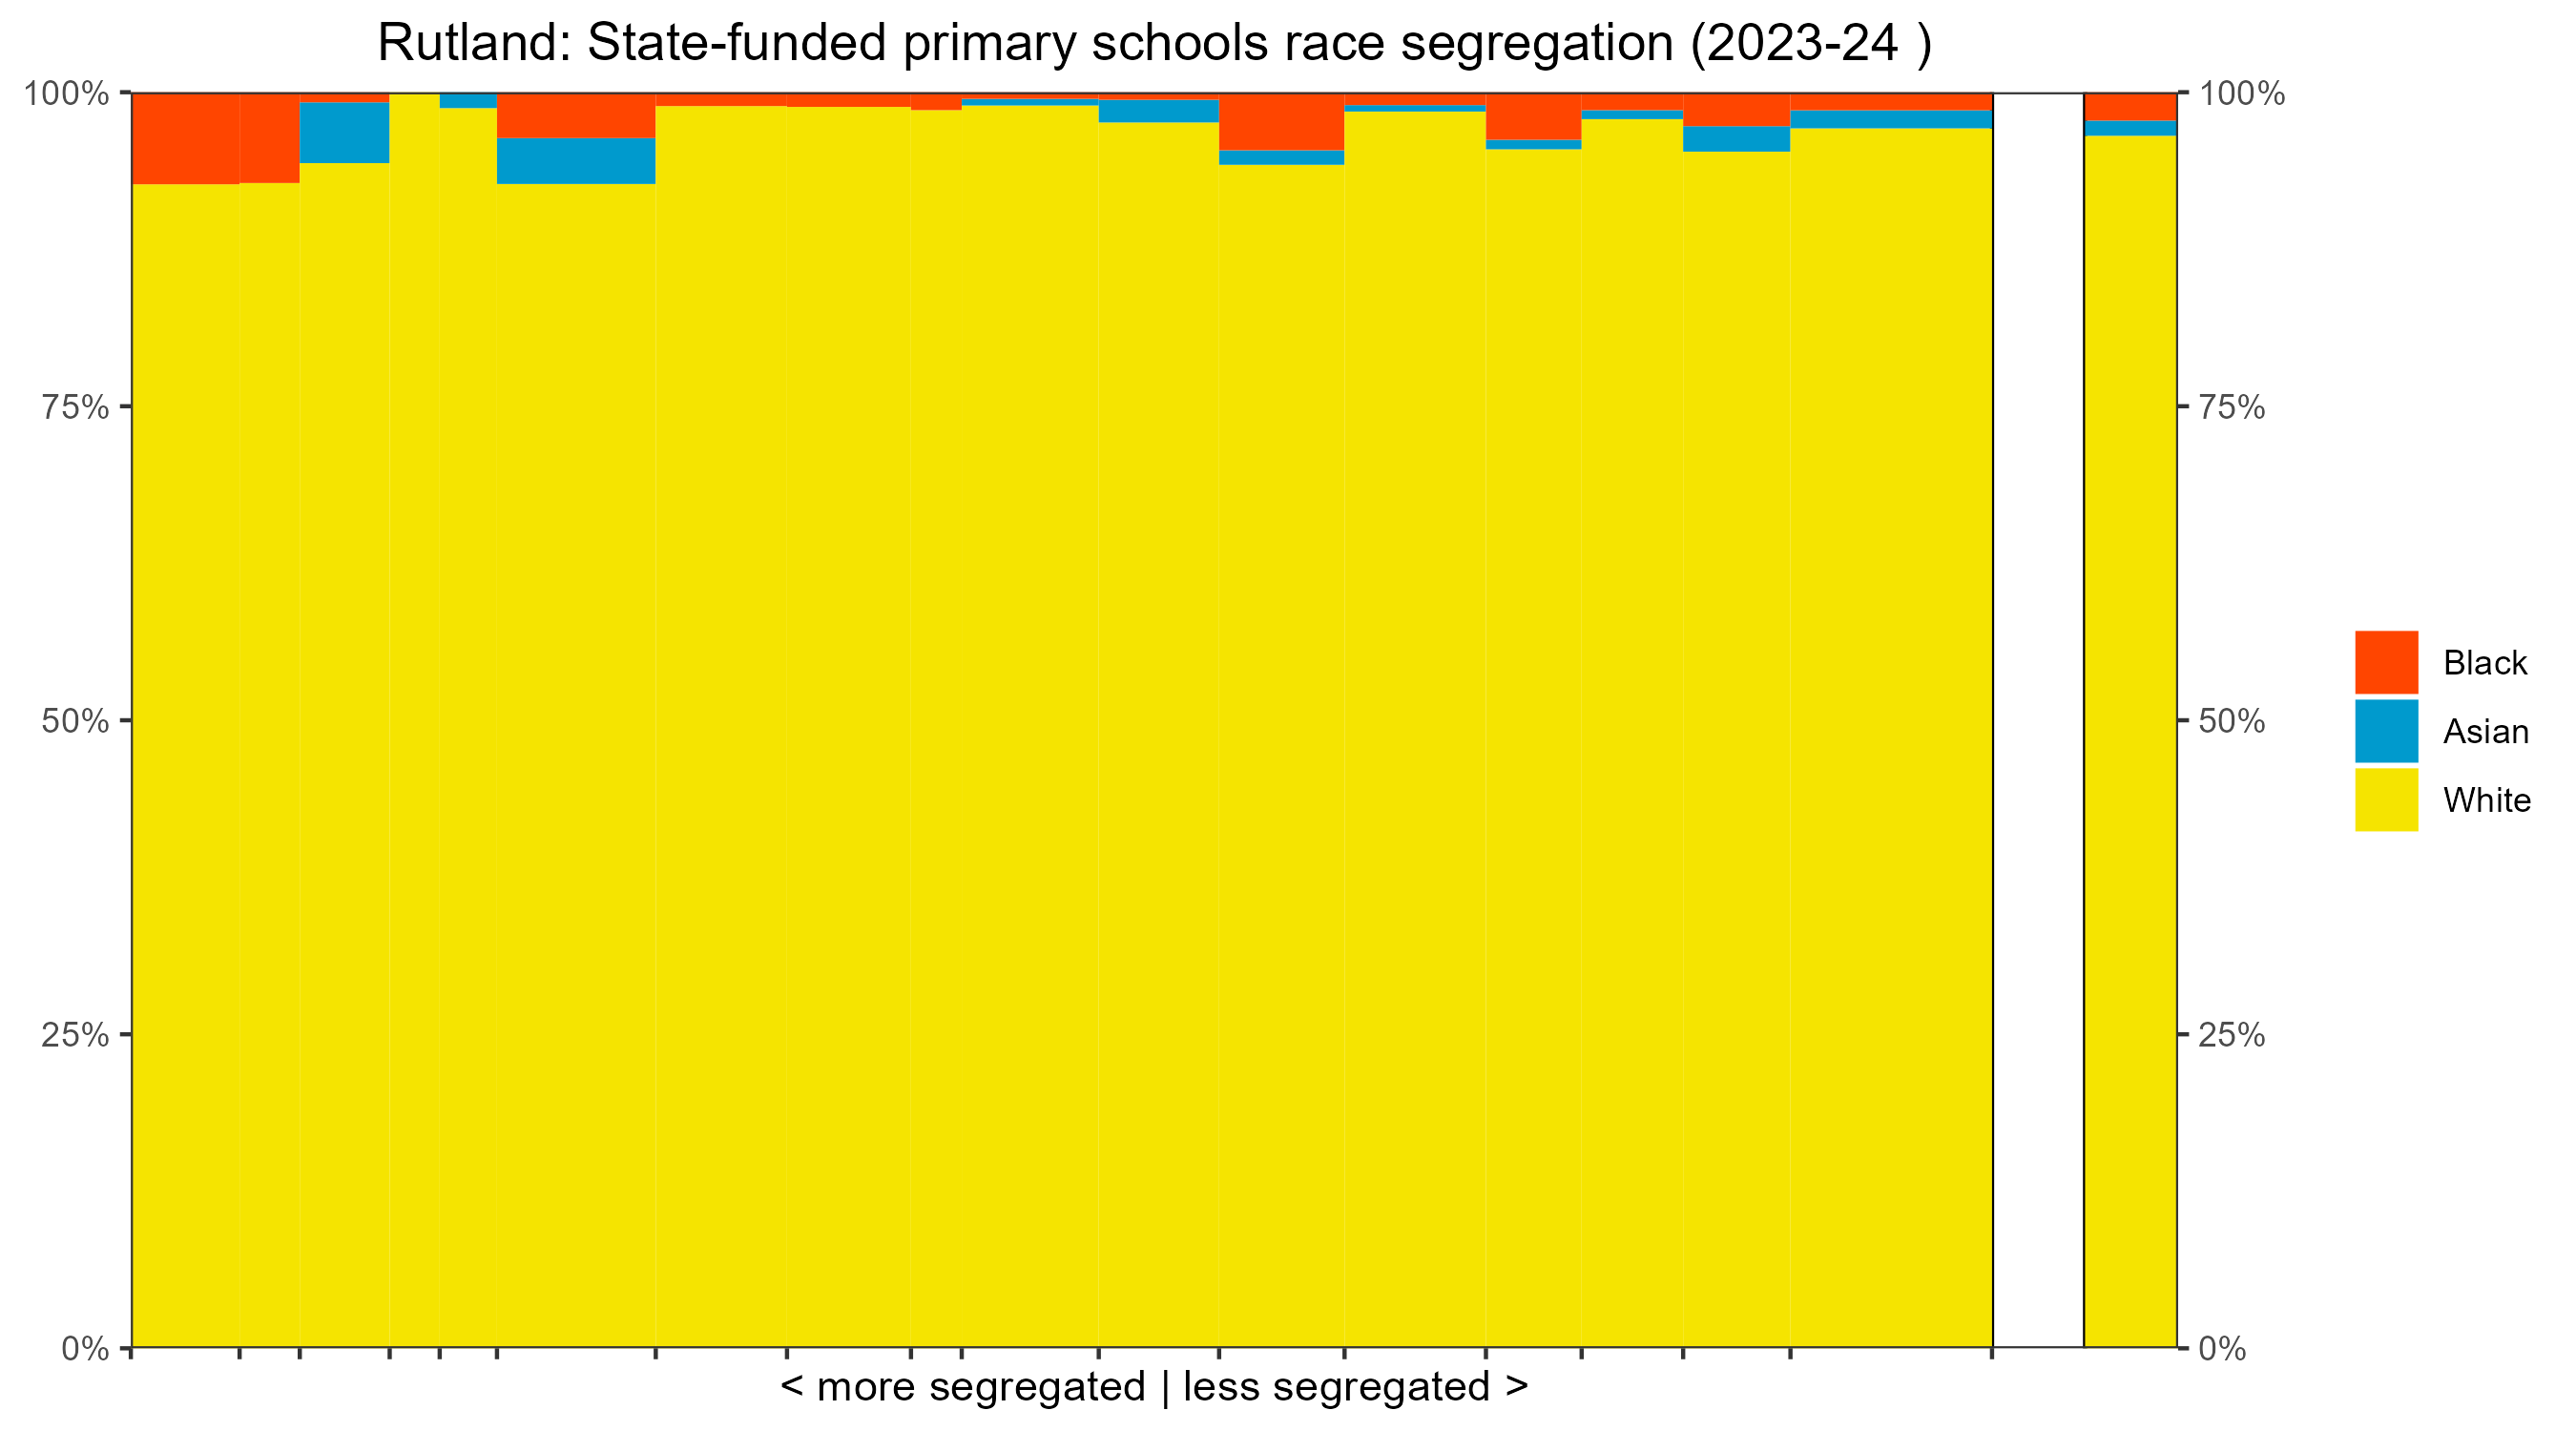 Rutland: State-funded primary schools race segregation (2023-24 )
100%
75%
50%
25%
0%
100%
75%
50%
25%
0%
Black
Asian
White
< more segregated | less segregated >